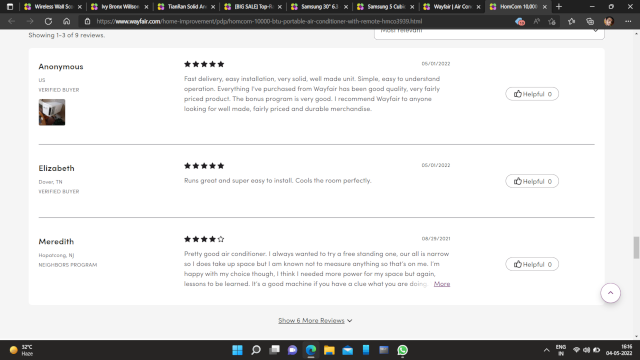 Wireless Wall Sco
Ivy Bronx Wilson
TianRan Solid An
[BIG SALE] Top-R
Samsung 30" 6.3
Samsung 5 Cubic
Wayfair | Air Con
HomCom 10,000
https://www.wayfair.com/home-improvement/pdp/homcom-10000-btu-portable-air-conditioner-with-remote-hmco3939.html
Showing 1-3 of 9 reviews.
Most relevant
Anonymous
05/01/2022
US
VERIFIED BUYER
Fast delivery, easy installation, very solid, well made unit. Simple, easy to understand
operation. Everything I've purchased from Wayfair has been good quality, very fairly
priced product. The bonus program is very good. I recommend Wayfair to anyone
looking for well made, fairly priced and durable merchandise.
Helpful 0
Elizabeth
05/01/2022
Dover, TN
VERIFIED BUYER
Runs great and super easy to install. Cools the room perfectly.
Helpful 0
Meredith
08/29/2021
Hopatcong, NJ
NEIGHBORS PROGRAM
Pretty good air conditioner. I always wanted to try a free standing one, our all is narrow
so I does take up space but I am known not to measure anything so that's on me. I'm
happy with my choice though, I think I needed more power for my space but again,
lessons to be learned. It's a good machine if you have a clue what you are doing. More
Helpful 0
Show 6 More Reviews
32°C
Haze
ENG
IN
16:16
04-05-2022